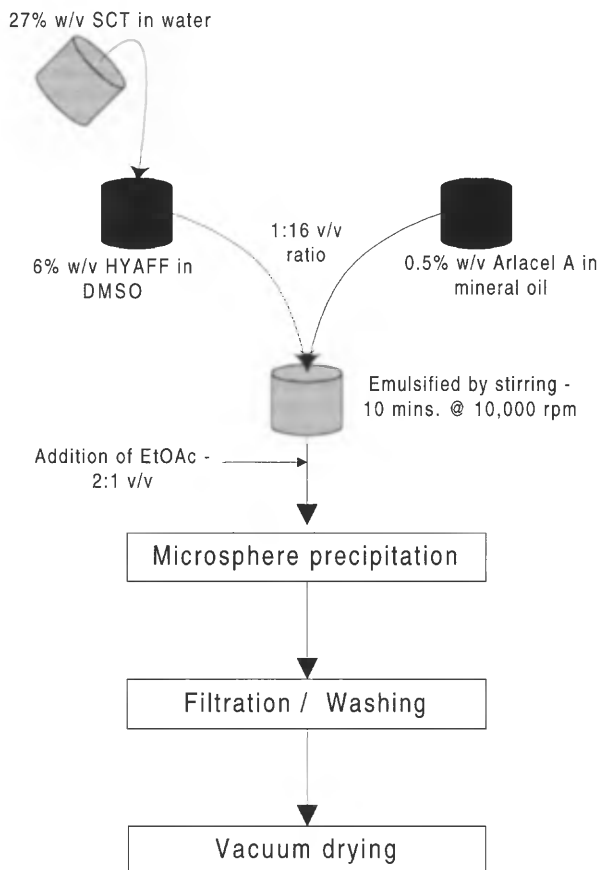 27% w/v SCT in water
1:16 v/v
ratio
6% w/v HYAFF in
DMSO
0.5% w/v Arlacel A in
mineral oil
Emulsified by stirring -
10 mins. @ 10,000 rpm
Addition of EtOAc -
2:1 v/v
Microsphere precipitation
Filtration / Washing
Vacuum drying